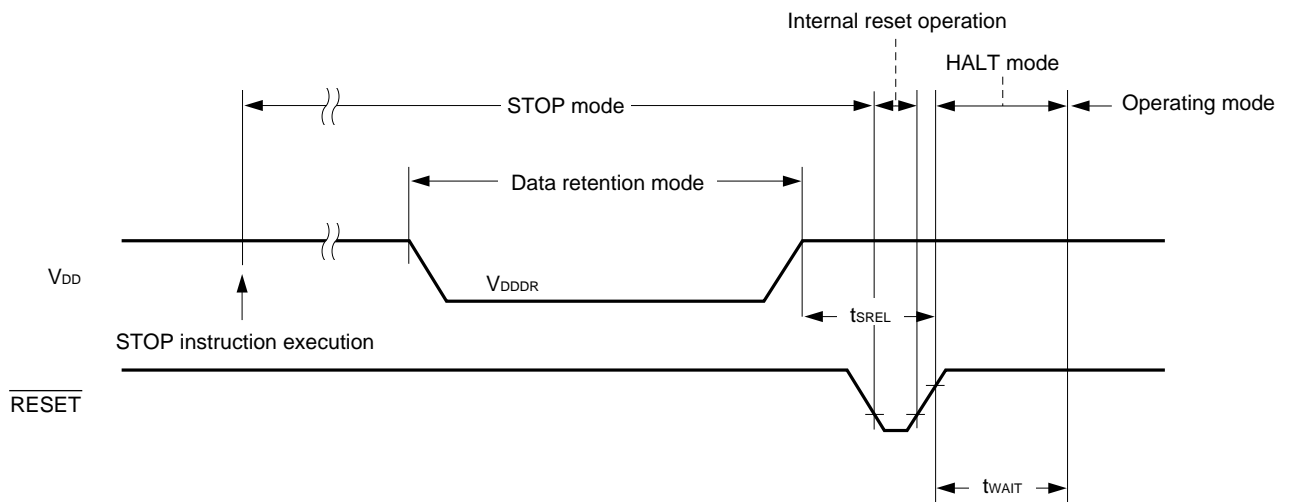 Internal reset operation
HALT mode
STOP mode
Operating mode
Data retention mode
VDD
VDDDR
tSREL
STOP instruction execution
RESET
tWAIT